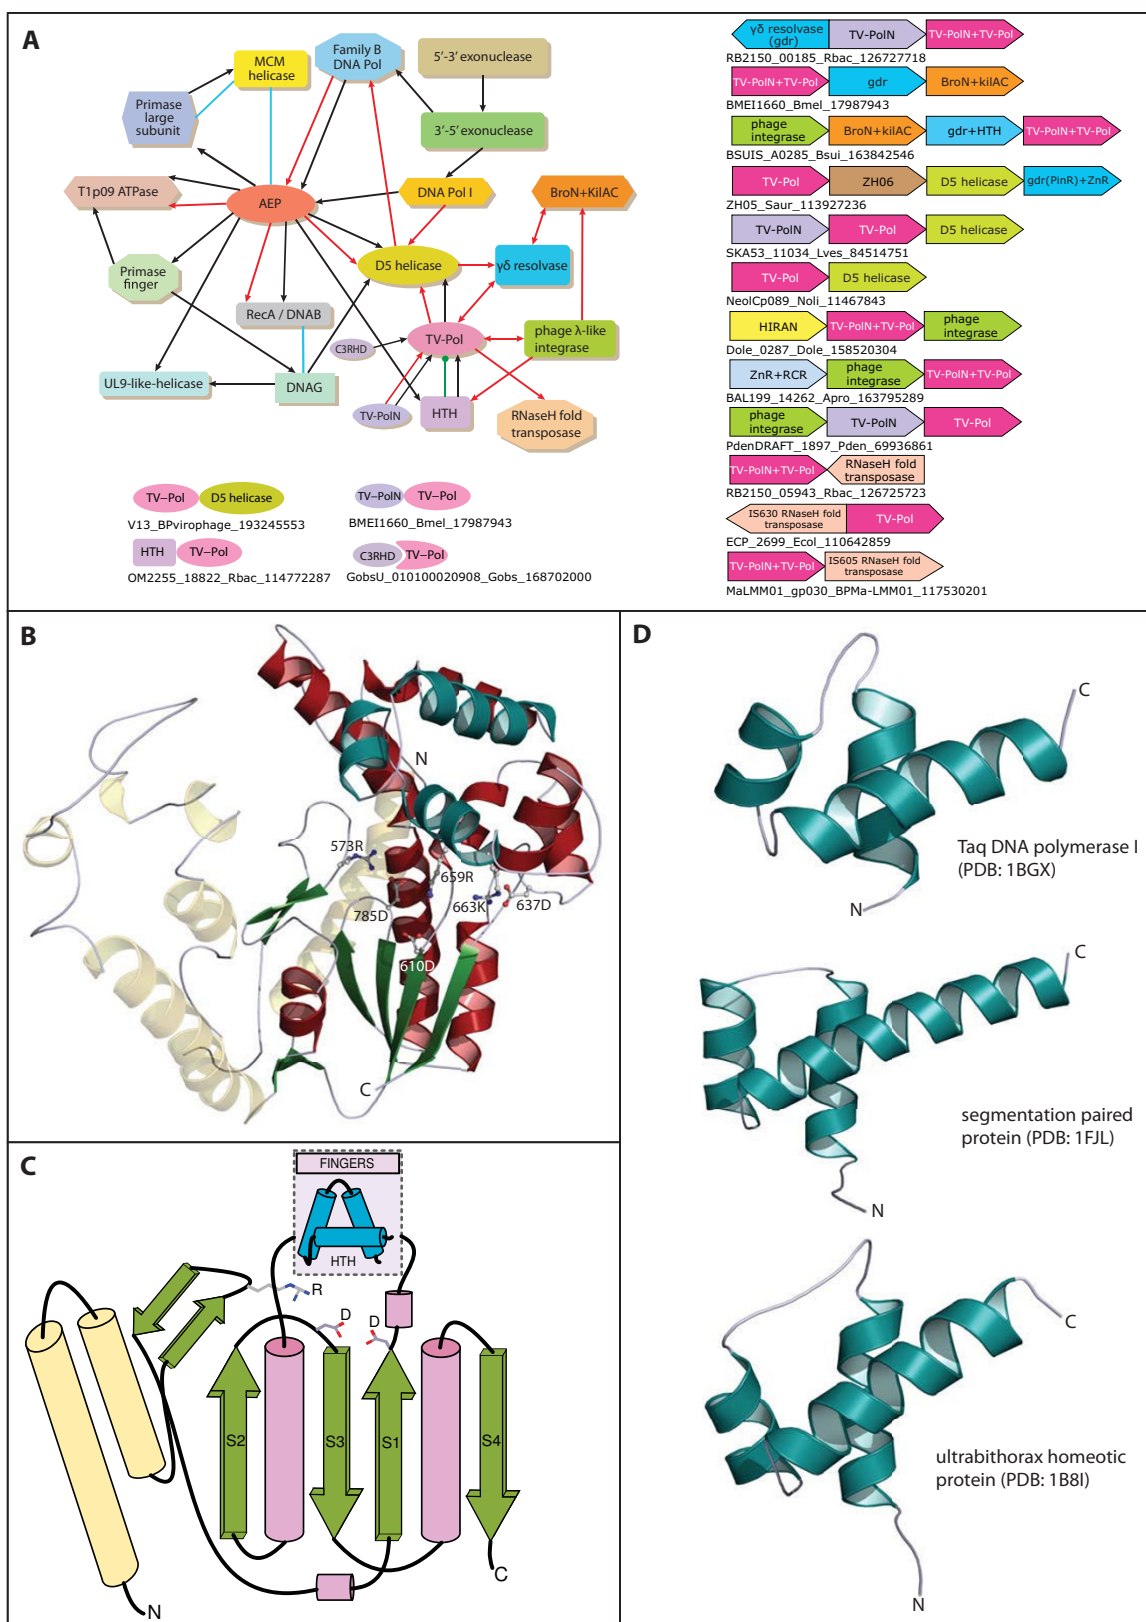 A
MCM
helicase
Family B
DNA Pol
5′-3′ exonuclease
Primase
large
subunit
3′-5′ exonuclease
T1p09 ATPase
AEP
DNA Pol I
BroN+KilAC
Primase
finger
D5 helicase
γδ resolvase
RecA / DNAB
C3RHD
TV-Pol
phage λ-like
integrase
UL9-like-helicase
DNAG
TV-PolN
HTH
RNaseH fold
transposase
TV–Pol
D5 helicase
V13_BPvirophage_193245553
TV–PolN
TV–Pol
BMEI1660_Bmel_17987943
HTH
TV–Pol
OM2255_18822_Rbac_114772287
C3RHD
TV–Pol
GobsU_010100020908_Gobs_168702000
γδ resolvase
(gdr)
TV-PolN
TV-PolN+TV-Pol
RB2150_00185_Rbac_126727718
TV-PolN+TV-Pol
gdr
BroN+kilAC
BMEI1660_Bmel_17987943
phage
integrase
BroN+kilAC
gdr+HTH
TV-PolN+TV-Pol
BSUIS_A0285_Bsui_163842546
TV-Pol
ZH06
D5 helicase
gdr(PinR)+ZnR
ZH05_Saur_113927236
TV-PolN
TV-Pol
D5 helicase
SKA53_11034_Lves_84514751
TV-Pol
D5 helicase
NeolCp089_Noli_11467843
HIRAN
TV-PolN+TV-Pol
phage
integrase
Dole_0287_Dole_158520304
ZnR+RCR
phage
integrase
TV-PolN+TV-Pol
BAL199_14262_Apro_163795289
phage
integrase
TV-PolN
TV-Pol
PdenDRAFT_1897_Pden_69936861
TV-PolN+TV-Pol
RNaseH fold
transposase
RB2150_05943_Rbac_126725723
IS630 RNaseH fold
transposase
TV-Pol
ECP_2699_Ecol_110642859
TV-PolN+TV-Pol
IS605 RNaseH fold
transposase
MaLMM01_gp030_BPMa-LMM01_117530201
B
N
573R
659R
785D
663K
637D
610D
C
C
FINGERS
HTH
R
D
D
S2
S3
S1
S4
C
N
D
C
Taq DNA polymerase I
(PDB: 1BGX)
N
C
segmentation paired
protein (PDB: 1FJL)
N
C
ultrabithorax homeotic
protein (PDB: 1B8I)
N